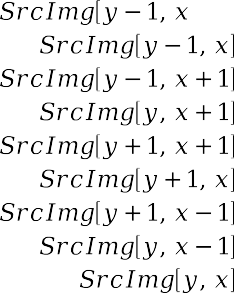 SrcImg[y − 1, x
SrcImg[y − 1, x]
SrcImg[y − 1, x + 1]
SrcImg[y, x + 1]
SrcImg[y + 1, x + 1]
SrcImg[y + 1, x]
SrcImg[y + 1, x − 1]
SrcImg[y, x − 1]
SrcImg[y, x]